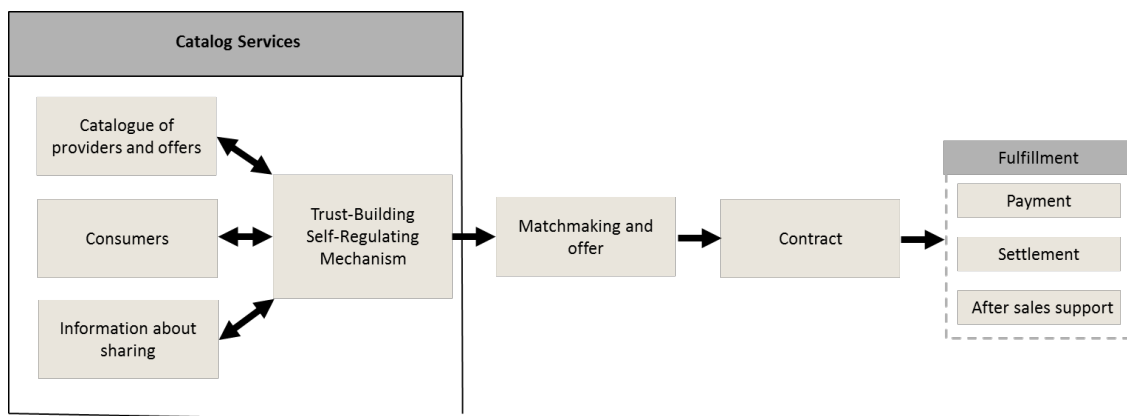 Catalog Services
Catalogue of
providers and offers
Consumers
Information about
sharing
Trust-Building
Self-Regulating
Mechanism
Matchmaking and
offer
Contract
Fulfillment
Payment
Settlement
After sales support